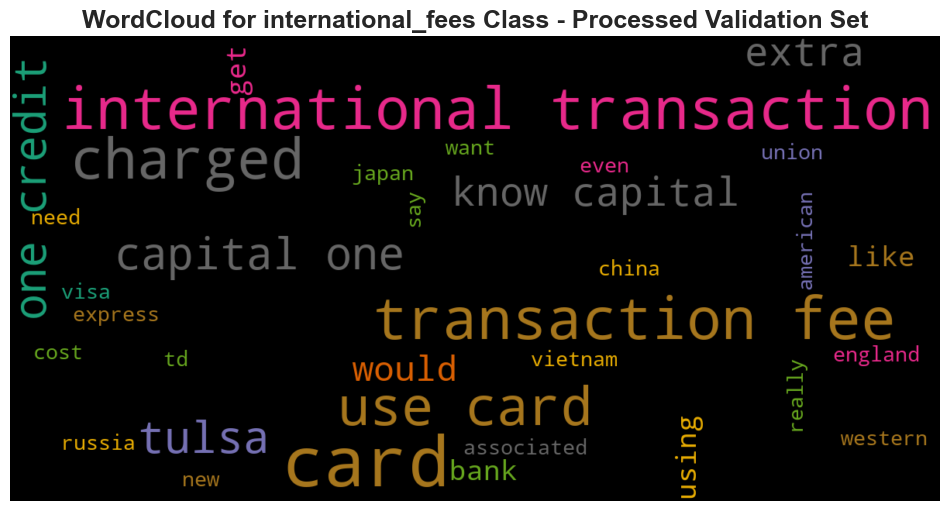 WordCloud for international_fees Class - Processed Validation Set
extra
get
one credit
international transaction
charged
want
even
union
japan
know capital
say
need
american
capital one
like
china
visa
express
transaction fee
cost
td
would
vietnam
england
really
use card
tulsa
russia
associated
using
western
card
bank
new